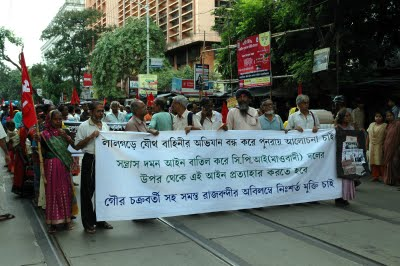 লালগড়ে যৌথ বাহিনীর অভিযান বন্ধ করে পুনরায় আলোচনা চাই
সন্ত্রাস দমন আইন বাতিল করে সি.পি.আই(মাওবাদী) দলের
উপর থেকে এই আইন প্রত্যাহার করতে হবে
গৌর চক্রবর্তী সহ সমস্ত রাজবন্দীর অবিলম্বে নিঃশর্ত মুক্তি চাই